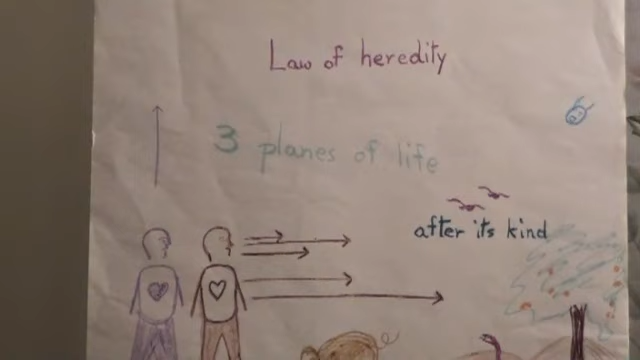 Law of heredity
3 planes of life
after its kind